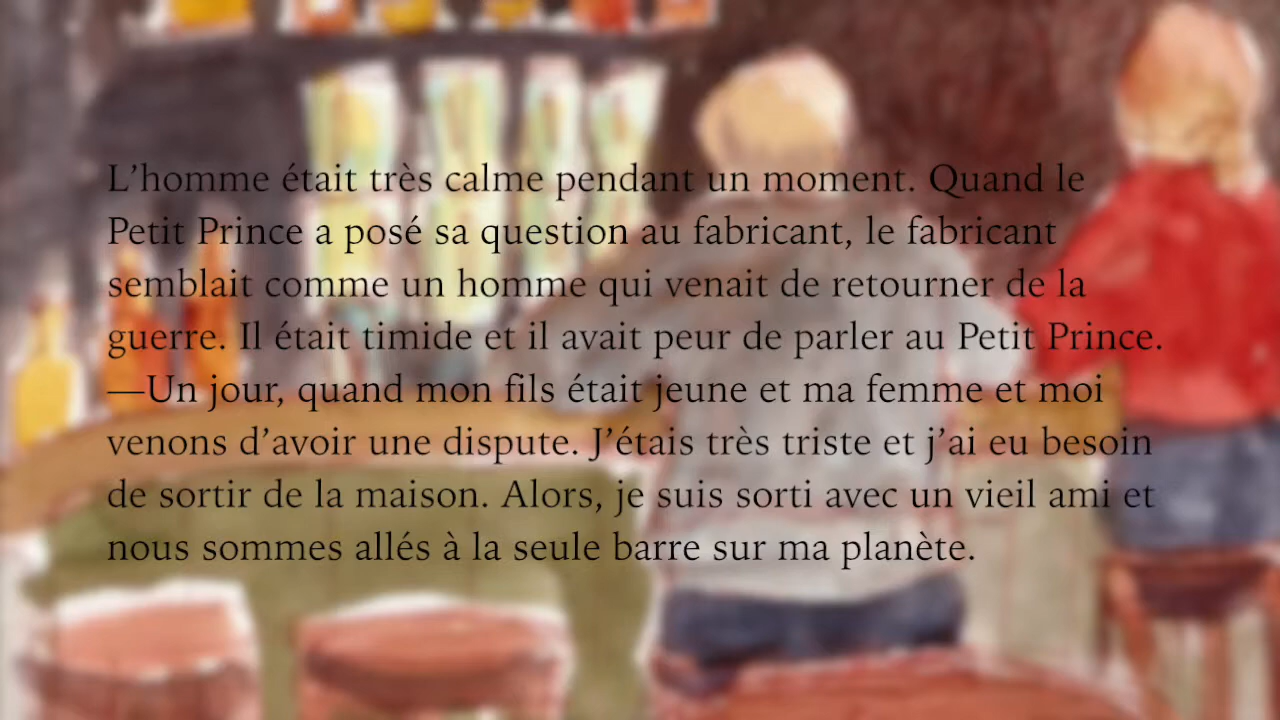 L’homme était très calme pendant un moment. Quand le
Petit Prince a posé sa question au fabricant, le fabricant
semblait comme un homme qui venait de retourner de la
guerre. Il était timide et il avait peur de parler au Petit Prince.
—Un jour, quand mon fils était jeune et ma femme et moi
venons d’avoir une dispute. J’étais très triste et j’ai eu besoin
de sortir de la maison. Alors, je suis sorti avec un vieil ami et
nous sommes allés à la seule barre sur ma planète.